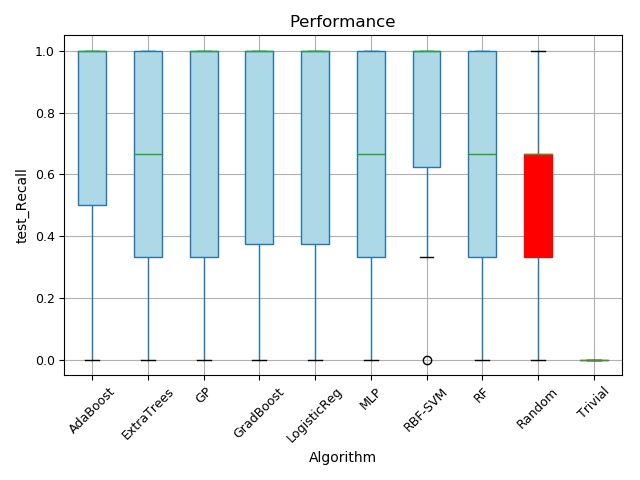 Performance
1.0
0.8
0.6
0.4
0.2
0.0
test_Recall
AdaBoost
ExtraTrees
GP
GradBoost
LogisticReg
MLP
RBF-SVM
RF
Random
Trivial
Algorithm